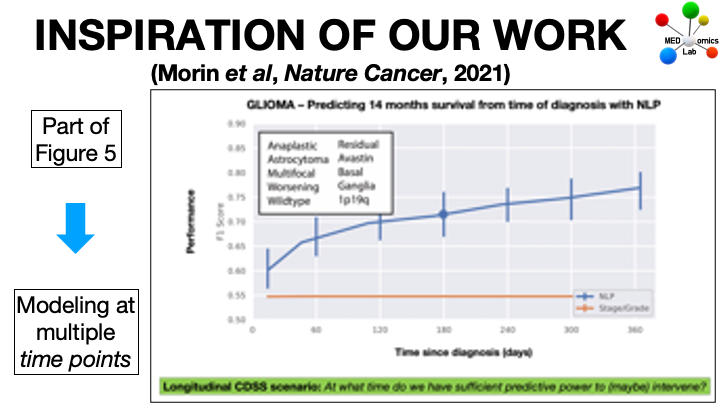 INSPIRATION OF OUR WORK
MED omics
Lab
(Morin et al, Nature Cancer, 2021)
Part of
Figure 5
Modeling at
multiple
time points
GLIOMA – Predicting 14 months survival from time of diagnosis with NLP
0.90
0.85
0.80
0.75
0.70
0.65
0.60
0.55
0.50
Performance
F1 Score
Anaplastic Residual
Astrocytoma Avastin
Multifocal Basal
Worsening Ganglia
Wildtype 1p19q
NLP
Stage/Grade
0 60 120 180 240 300 360
Time since diagnosis (days)
Longitudinal CDSS scenario: At what time do we have sufficient predictive power to (maybe) intervene?